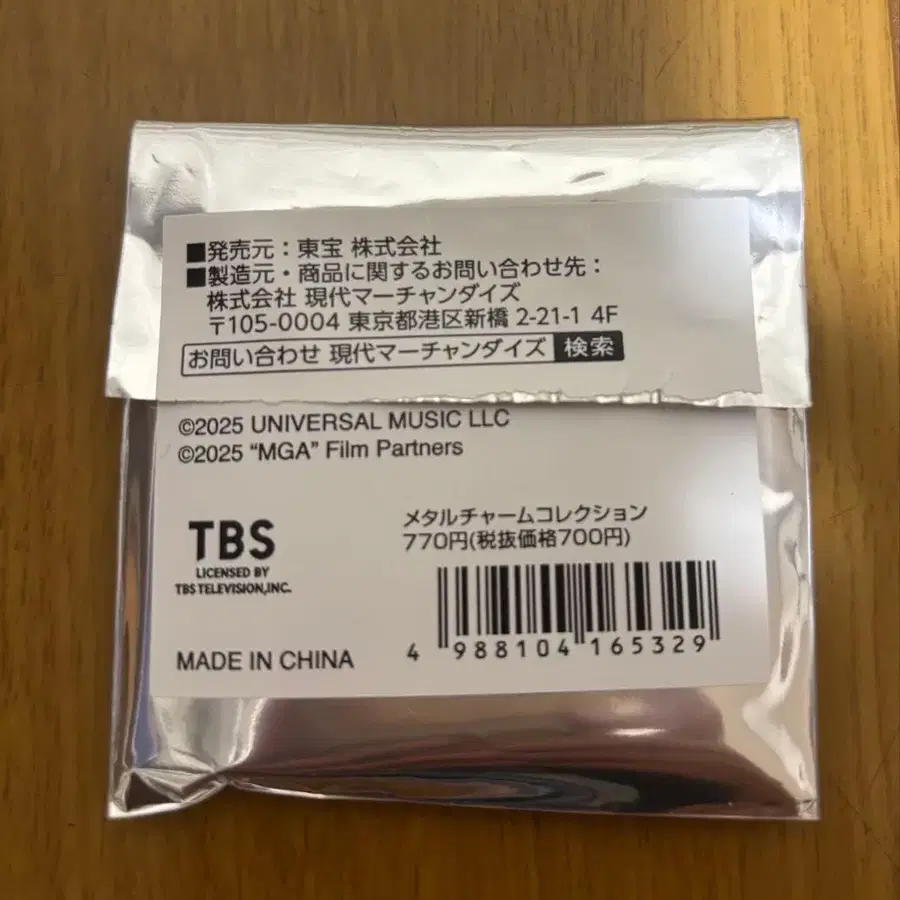 ■発売元：東宝 株式会社
■製造元・商品に関するお問い合わせ先：
株式会社 現代マーチャンダイズ
〒105-0004 東京都港区新橋 2-21-1 4F
お問い合わせ 現代マーチャンダイズ 検索
©2025 UNIVERSAL MUSIC LLC
©2025 “MGA” Film Partners
TBS
LICENSED BY
TBS TELEVISION,INC.
メタルチャームコレクション
770円(税抜価格700円)
4 988104 165329
MADE IN CHINA